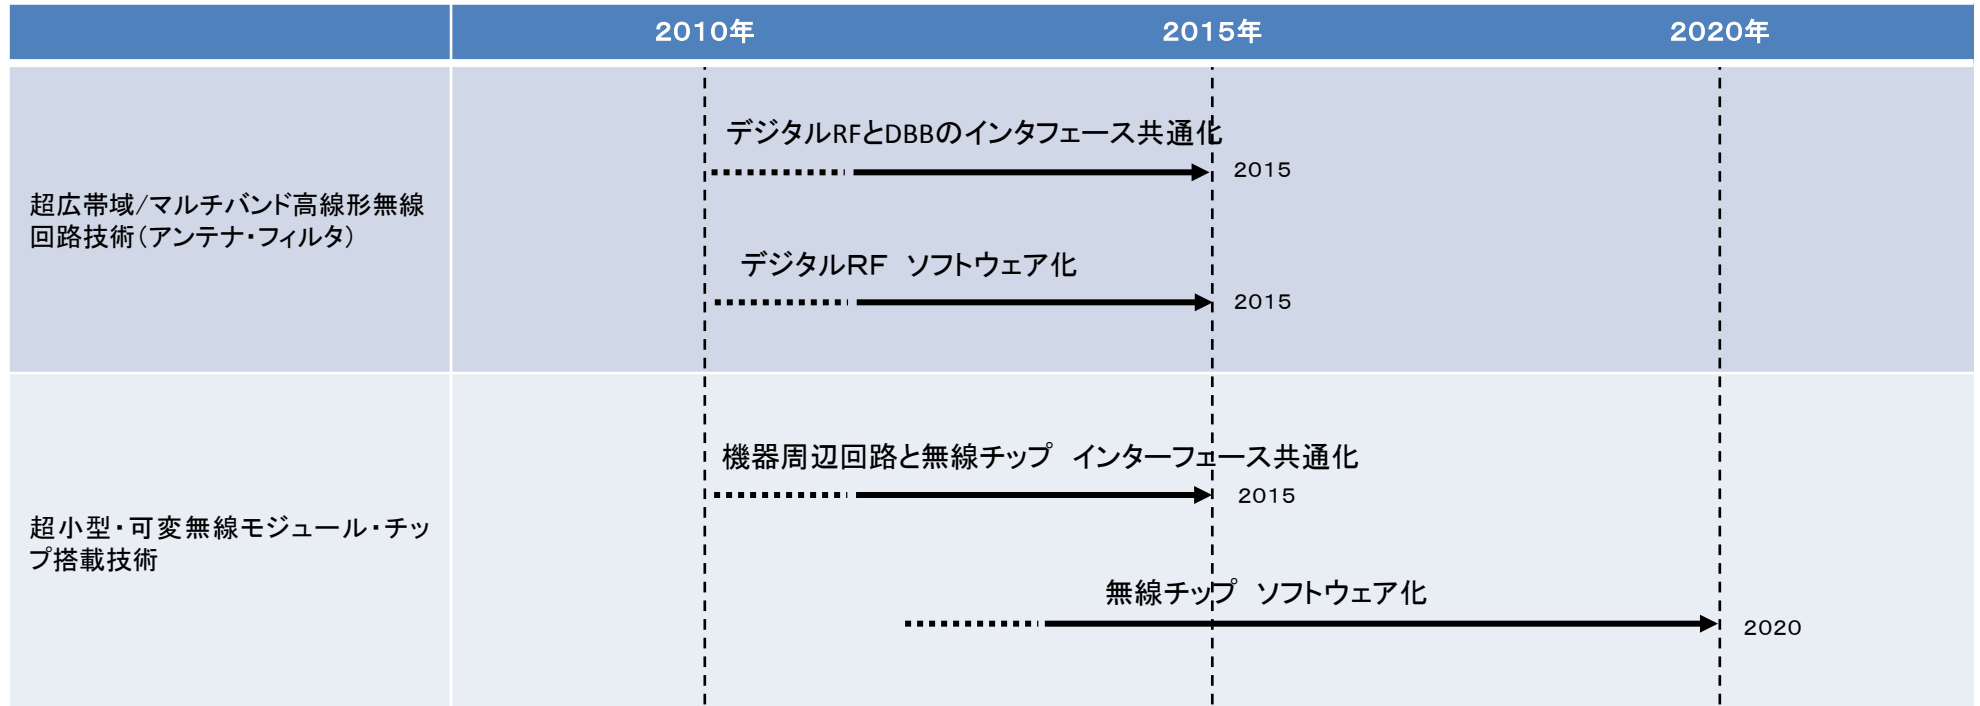 2010年
2015年
2020年
超広帯域/マルチバンド高線形無線
回路技術(アンテナ・フィルタ)
デジタルRFとDBBのインタフェース共通化
2015
デジタルRF　ソフトウェア化
2015
超小型・可変無線モジュール・チッ
プ搭載技術
機器周辺回路と無線チップ　インターフェース共通化
2015
無線チップ　ソフトウェア化
2020